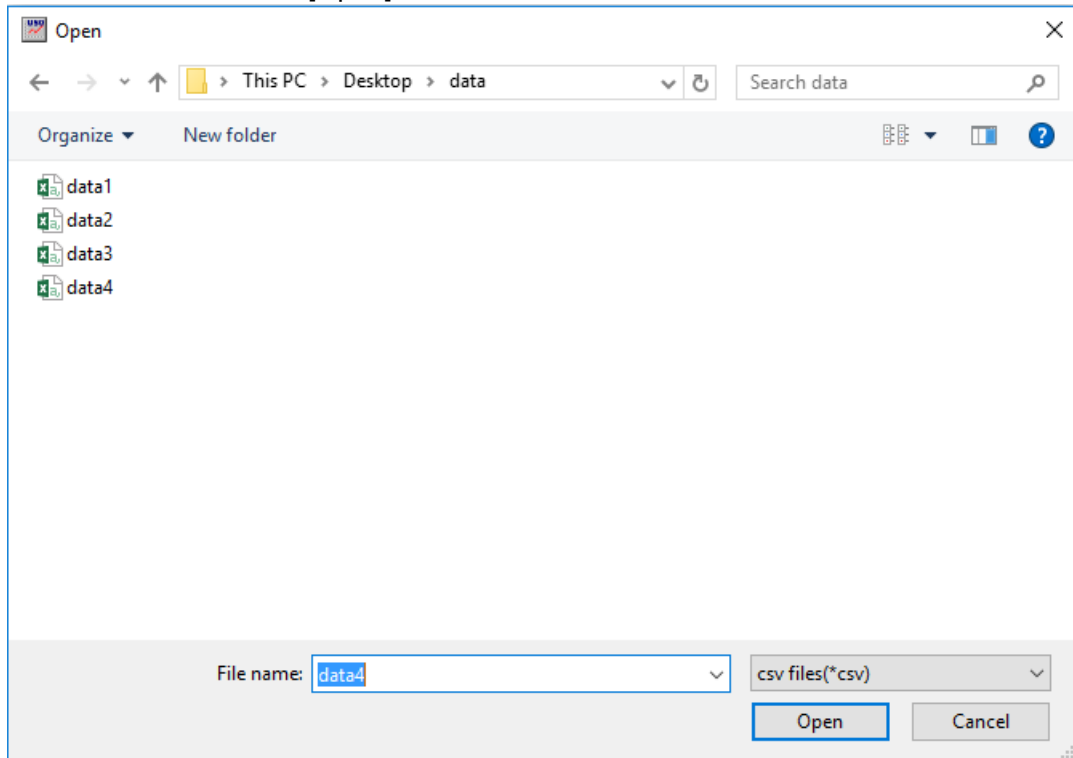 Open
This PC > Desktop > data
Search data
Organize
New folder
data1
data2
data3
data4
File name: data4
csv files(*csv)
Open Cancel